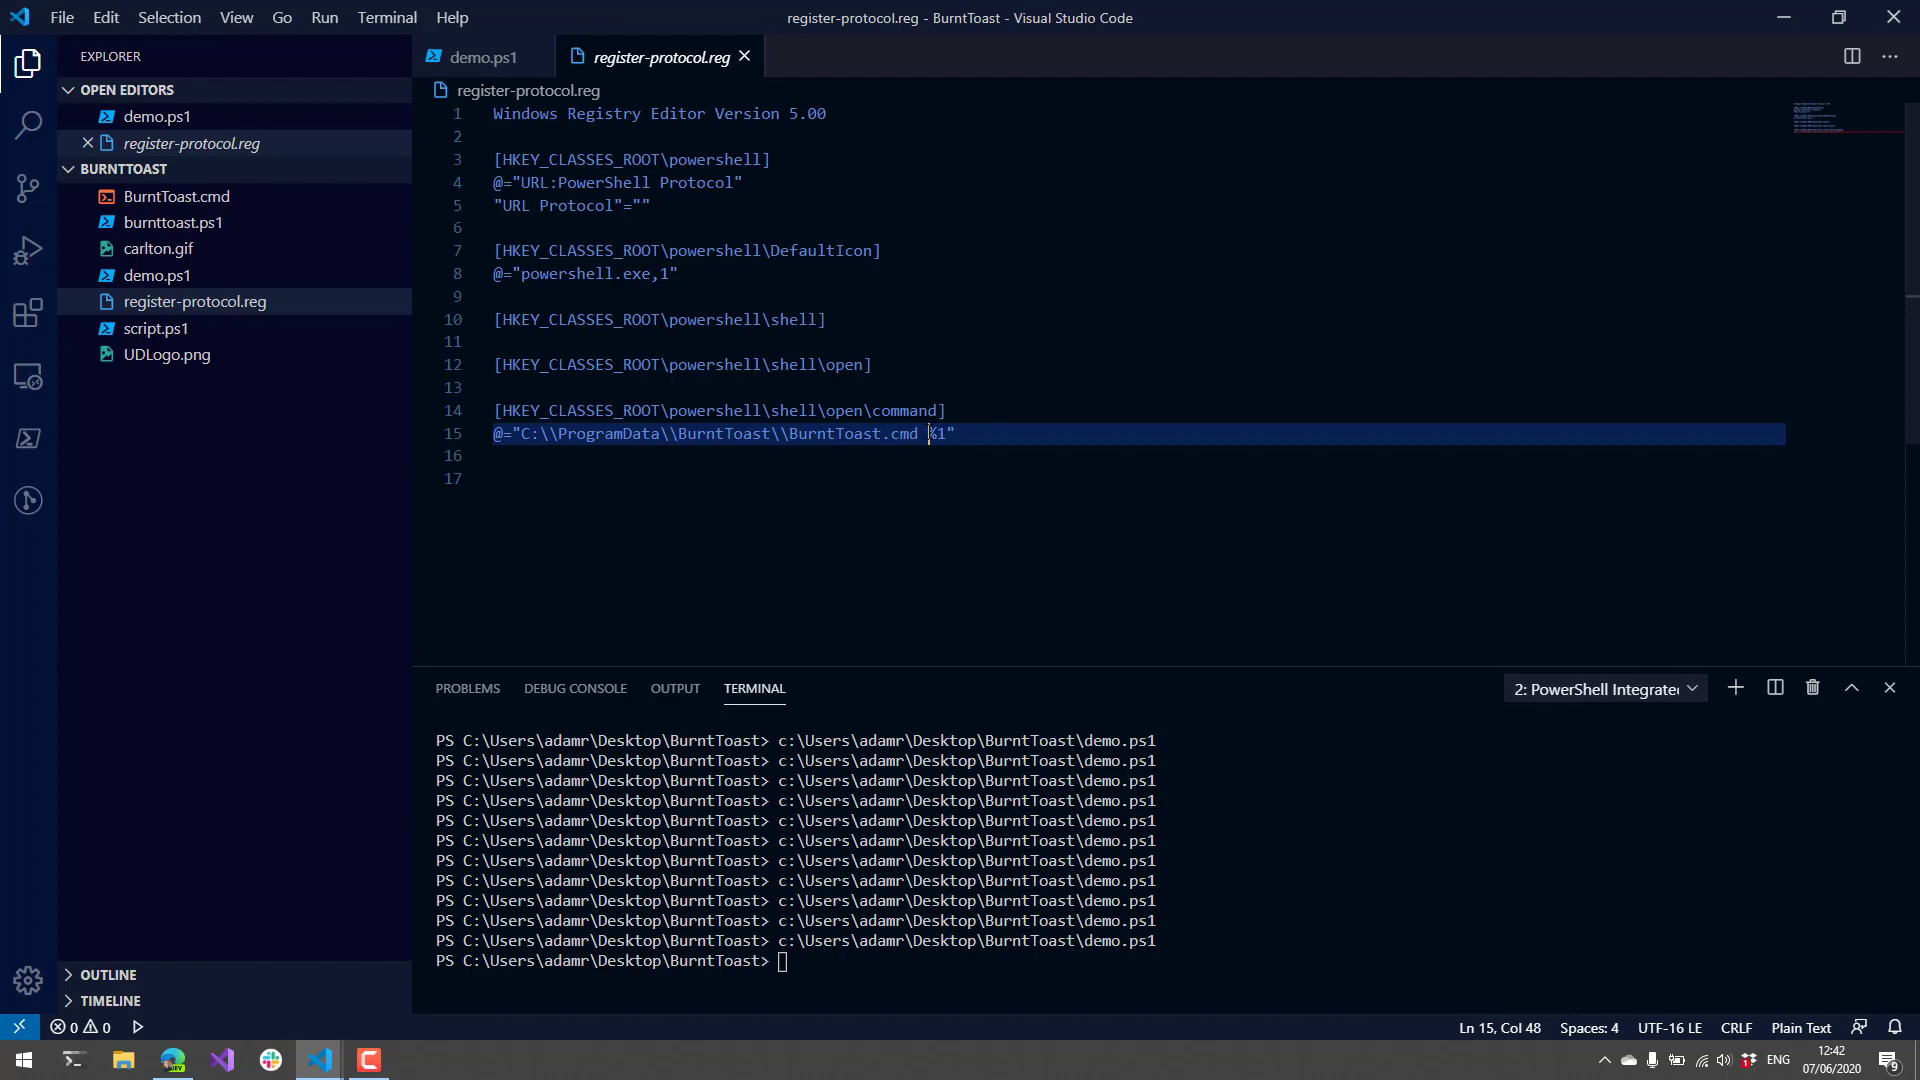 File Edit Selection View Go Run Terminal Help
register-protocol.reg - BurntToast - Visual Studio Code
EXPLORER
OPEN EDITORS
demo.ps1
register-protocol.reg
BURNTTOAST
BurntToast.cmd
burnttoast.ps1
carlton.gif
demo.ps1
register-protocol.reg
script.ps1
UDLogo.png
OUTLINE
TIMELINE
demo.ps1
register-protocol.reg
register-protocol.reg
1 Windows Registry Editor Version 5.00
2
3 [HKEY_CLASSES_ROOT\powershell]
4 @="URL:PowerShell Protocol"
5 "URL Protocol"=""
6
7 [HKEY_CLASSES_ROOT\powershell\DefaultIcon]
8 @="powershell.exe,1"
9
10 [HKEY_CLASSES_ROOT\powershell\shell]
11
12 [HKEY_CLASSES_ROOT\powershell\shell\open]
13
14 [HKEY_CLASSES_ROOT\powershell\shell\open\command]
15 @="C:\\ProgramData\\BurntToast\\BurntToast.cmd %1"
16
17
PROBLEMS DEBUG CONSOLE OUTPUT TERMINAL
2: PowerShell Integrate
PS C:\Users\adamr\Desktop\BurntToast> c:\Users\adamr\Desktop\BurntToast\demo.ps1
PS C:\Users\adamr\Desktop\BurntToast> c:\Users\adamr\Desktop\BurntToast\demo.ps1
PS C:\Users\adamr\Desktop\BurntToast> c:\Users\adamr\Desktop\BurntToast\demo.ps1
PS C:\Users\adamr\Desktop\BurntToast> c:\Users\adamr\Desktop\BurntToast\demo.ps1
PS C:\Users\adamr\Desktop\BurntToast> c:\Users\adamr\Desktop\BurntToast\demo.ps1
PS C:\Users\adamr\Desktop\BurntToast> c:\Users\adamr\Desktop\BurntToast\demo.ps1
PS C:\Users\adamr\Desktop\BurntToast> c:\Users\adamr\Desktop\BurntToast\demo.ps1
PS C:\Users\adamr\Desktop\BurntToast> c:\Users\adamr\Desktop\BurntToast\demo.ps1
PS C:\Users\adamr\Desktop\BurntToast> c:\Users\adamr\Desktop\BurntToast\demo.ps1
PS C:\Users\adamr\Desktop\BurntToast> c:\Users\adamr\Desktop\BurntToast\demo.ps1
PS C:\Users\adamr\Desktop\BurntToast> c:\Users\adamr\Desktop\BurntToast\demo.ps1
PS C:\Users\adamr\Desktop\BurntToast>
0 0
Ln 15, Col 48 Spaces: 4 UTF-16 LE CRLF Plain Text
DEV
1 ENG
12:42
07/06/2020
9